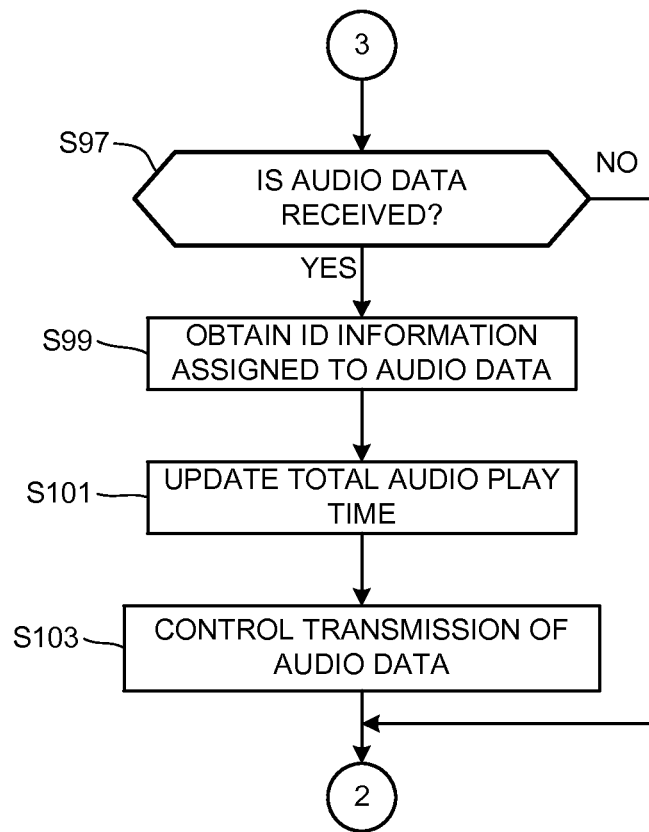 3
S97
IS AUDIO DATA
RECEIVED?
NO
YES
S99
OBTAIN ID INFORMATION
ASSIGNED TO AUDIO DATA
S101
UPDATE TOTAL AUDIO PLAY
TIME
S103
CONTROL TRANSMISSION OF
AUDIO DATA
2